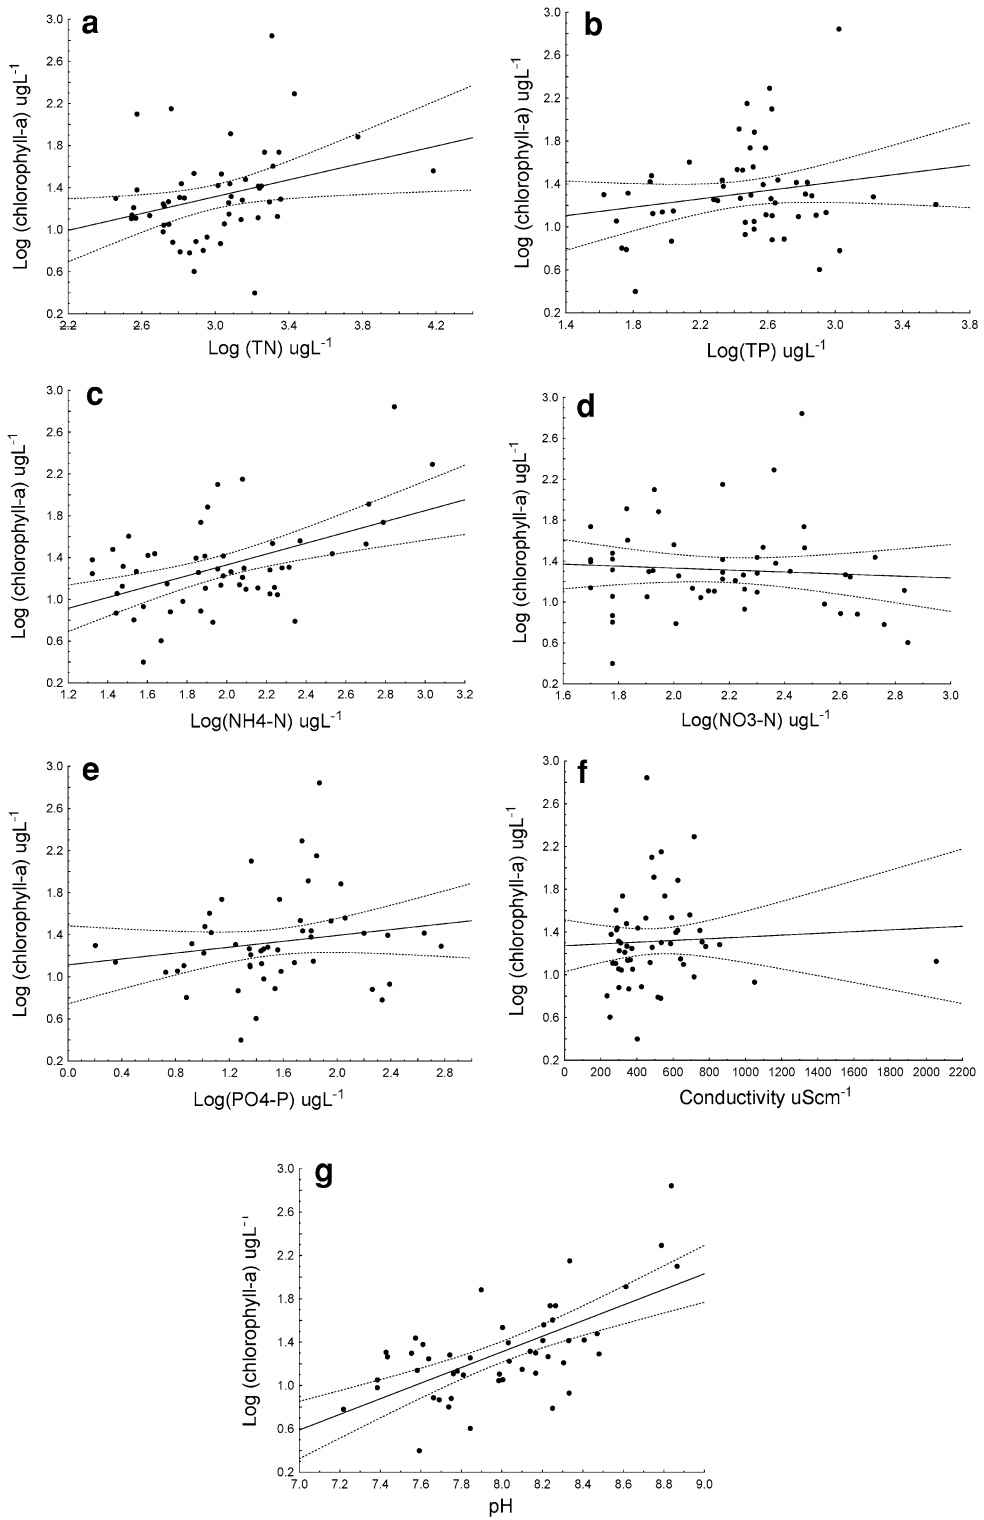 a
Log (chlorophyll-a) ugL-1
3.0
2.6
2.2
1.8
1.4
1.0
0.6
0.2
2.2 2.6 3.0 3.4 3.8 4.2
Log (TN) ugL-1
b
Log (chlorophyll-a) ugL-1
3.0
2.6
2.2
1.8
1.4
1.0
0.6
0.2
1.4 1.8 2.2 2.6 3.0 3.4 3.8
Log(TP) ugL-1
c
Log (chlorophyll-a) ugL-1
3.0
2.6
2.2
1.8
1.4
1.0
0.6
0.2
1.2 1.4 1.6 1.8 2.0 2.2 2.4 2.6 2.8 3.0 3.2
Log(NH4-N) ugL-1
d
Log (chlorophyll-a) ugL-1
3.0
2.6
2.2
1.8
1.4
1.0
0.6
0.2
1.6 1.8 2.0 2.2 2.4 2.6 2.8 3.0
Log(NO3-N) ugL-1
e
Log (chlorophyll-a) ugL-1
3.0
2.6
2.2
1.8
1.4
1.0
0.6
0.2
0.0 0.4 0.8 1.2 1.6 2.0 2.4 2.8
Log(PO4-P) ugL-1
f
Log (chlorophyll-a) ugL-1
3.0
2.6
2.2
1.8
1.4
1.0
0.6
0.2
0 200 400 600 800 1000 1200 1400 1600 1800 2000 2200
Conductivity uScm-1
g
Log (chlorophyll-a) ugL-1
3.0
2.6
2.2
1.8
1.4
1.0
0.6
0.2
7.0 7.2 7.4 7.6 7.8 8.0 8.2 8.4 8.6 8.8 9.0
pH